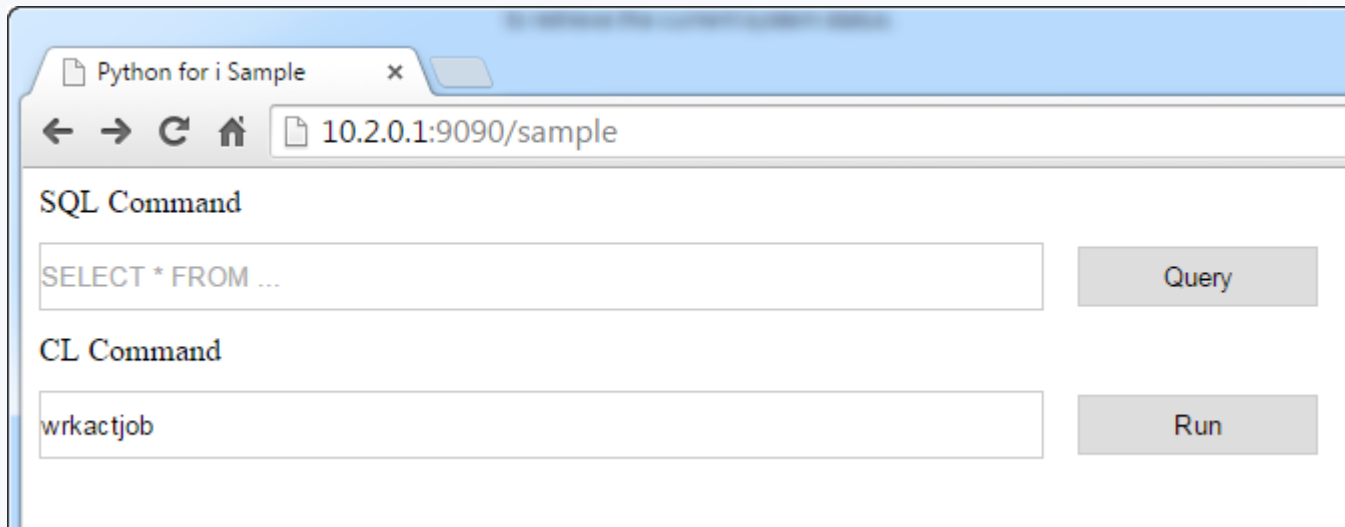 Python for i Sample
10.2.0.1:9090/sample
SQL Command
SELECT * FROM ... Query
CL Command
wrkactjob Run